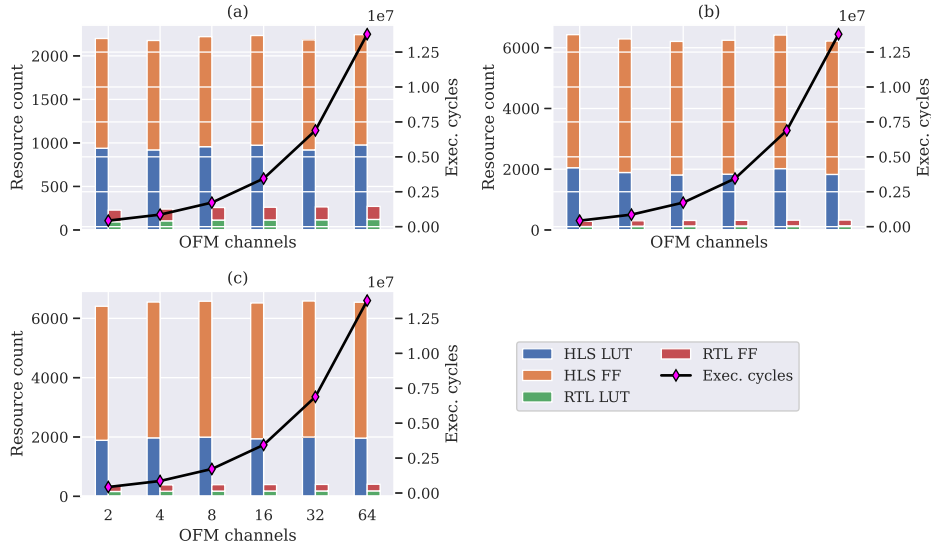 (a)
1e7
Resource count
2000
1500
1000
500
0
1.25
1.00
0.75
0.50
0.25
0.00
Exec. cycles
OFM channels
(b)
1e7
Resource count
6000
4000
2000
0
1.25
1.00
0.75
0.50
0.25
0.00
Exec. cycles
OFM channels
(c)
1e7
Resource count
6000
4000
2000
0
1.25
1.00
0.75
0.50
0.25
0.00
Exec. cycles
2 4 8 16 32 64
OFM channels
HLS LUT
HLS FF
RTL LUT
RTL FF
Exec. cycles